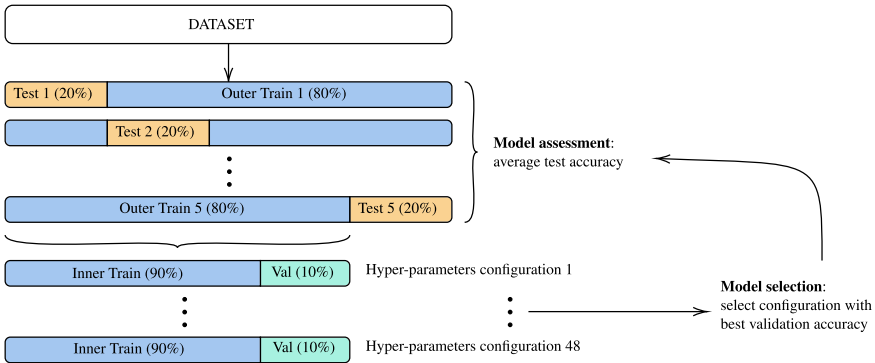 DATASET
Test 1 (20%)
Outer Train 1 (80%)
Test 2 (20%)
Model assessment:
average test accuracy
Outer Train 5 (80%)
Test 5 (20%)
Inner Train (90%)
Val (10%)
Hyper-parameters configuration 1
Model selection:
select configuration with
best validation accuracy
Inner Train (90%)
Val (10%)
Hyper-parameters configuration 48